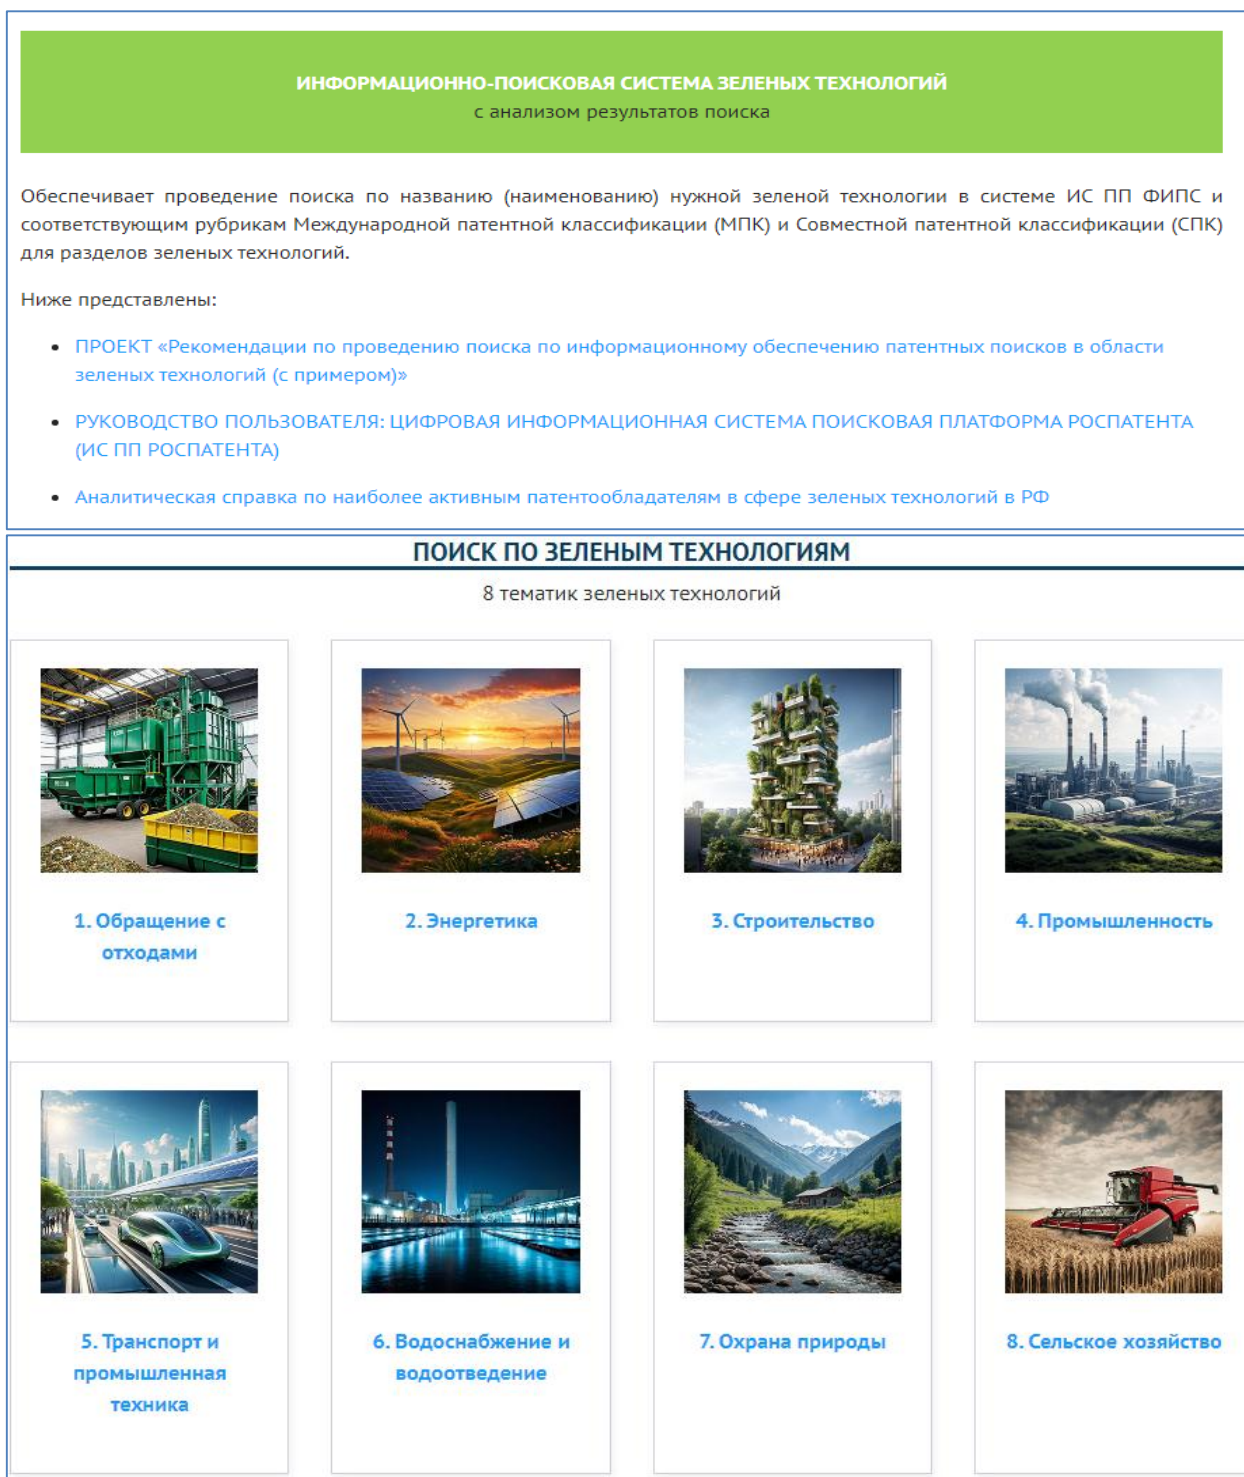 ИНФОРМАЦИОННО-ПОИСКОВАЯ СИСТЕМА ЗЕЛЕНЫХ ТЕХНОЛОГИЙ
с анализом результатов поиска
Обеспечивает проведение поиска по названию (наименованию) нужной зеленой технологии в системе ИС ПП ФИПС и
соответствующим рубрикам Международной патентной классификации (МПК) и Совместной патентной классификации (СПК)
для разделов зеленых технологий.
Ниже представлены:
• ПРОЕКТ «Рекомендации по проведению поиска по информационному обеспечению патентных поисков в области
зеленых технологий (с примером)»
• РУКОВОДСТВО ПОЛЬЗОВАТЕЛЯ: ЦИФРОВАЯ ИНФОРМАЦИОННАЯ СИСТЕМА ПОИСКОВАЯ ПЛАТФОРМА РОСПАТЕНТА
(ИС ПП РОСПАТЕНТА)
• Аналитическая справка по наиболее активным патентообладателям в сфере зеленых технологий в РФ
ПОИСК ПО ЗЕЛЕНЫМ ТЕХНОЛОГИЯМ
8 тематик зеленых технологий
1. Обращение с
отходами
2. Энергетика
3. Строительство
4. Промышленность
5. Транспорт и
промышленная
техника
6. Водоснабжение и
водоотведение
7. Охрана природы
8. Сельское хозяйство